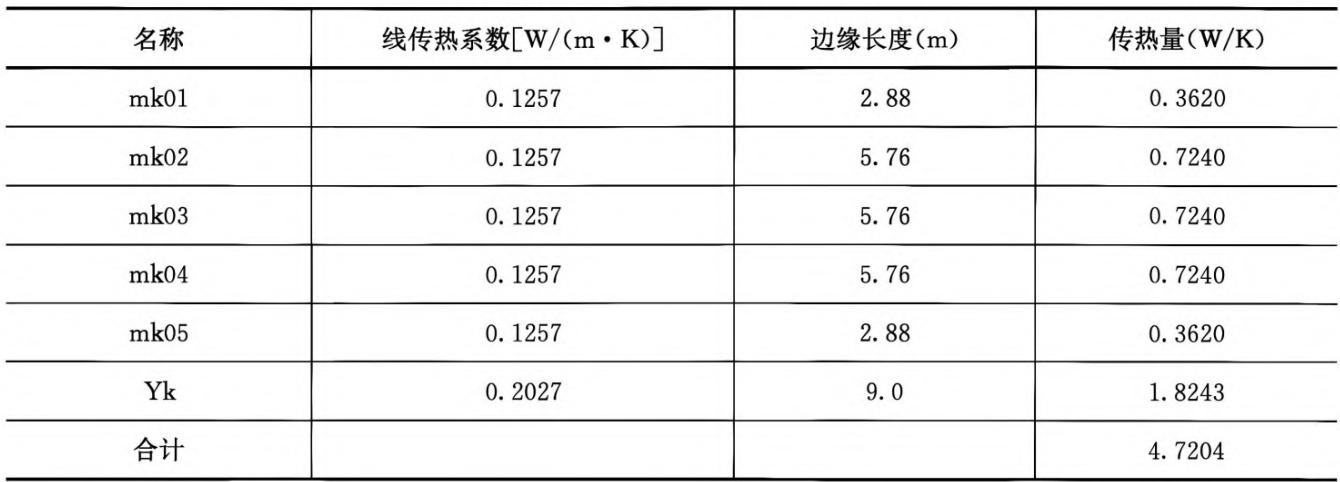 名称 线传热系数[W/(m·K)] 边缘长度(m) 传热量(W/K)
mk01 0.1257 2.88 0.3620
mk02 0.1257 5.76 0.7240
mk03 0.1257 5.76 0.7240
mk04 0.1257 5.76 0.7240
mk05 0.1257 2.88 0.3620
Yk 0.2027 9.0 1.8243
合计 4.7204